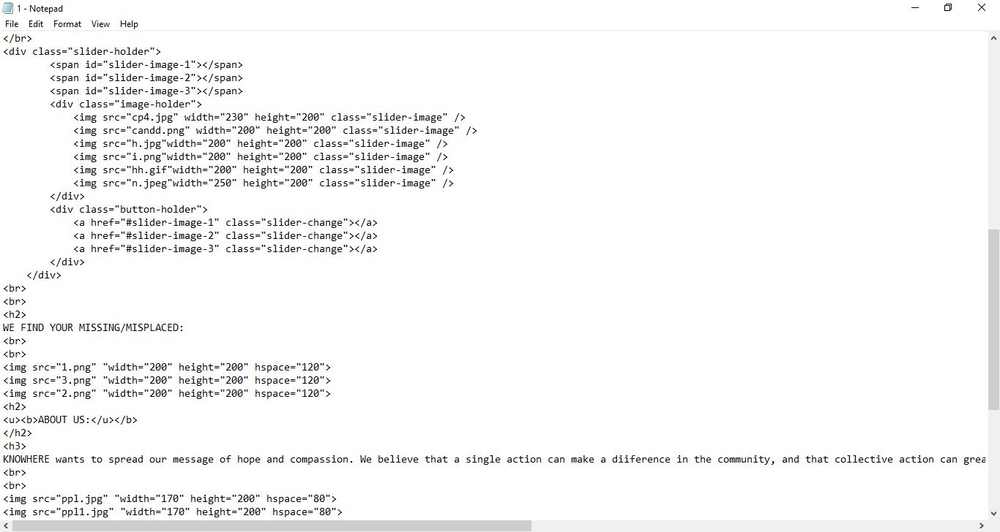 1 - Notepad
File Edit Format View Help
</br>
<div class="slider-holder">
        <span id="slider-image-1"></span>
        <span id="slider-image-2"></span>
        <span id="slider-image-3"></span>
        <div class="image-holder">
            <img src="cp4.jpg" width="230" height="200" class="slider-image" />
            <img src="candd.png" width="200" height="200" class="slider-image" />
            <img src="h.jpg"width="200" height="200" class="slider-image" />
            <img src="i.png"width="200" height="200" class="slider-image" />
            <img src="hh.gif"width="200" height="200" class="slider-image" />
            <img src="n.jpeg"width="250" height="200" class="slider-image" />
        </div>
        <div class="button-holder">
            <a href="#slider-image-1" class="slider-change"></a>
            <a href="#slider-image-2" class="slider-change"></a>
            <a href="#slider-image-3" class="slider-change"></a>
        </div>
    </div>
<br>
<br>
<h2>
WE FIND YOUR MISSING/MISPLACED:
<br>
<br>
<img src="1.png" "width="200" height="200" hspace="120">
<img src="3.png" "width="200" height="200" hspace="120">
<img src="2.png" "width="200" height="200" hspace="120">
<h2>
<u><b>ABOUT US:</u></b>
</h2>
<h3>
KNOWHERE wants to spread our message of hope and compassion. We believe that a single action can make a diiference in the community, and that collective action can grea
<br>
<br>
<img src="ppl.jpg" "width="170" height="200" hspace="80">
<img src="ppl1.jpg" "width="170" height="200" hspace="80">